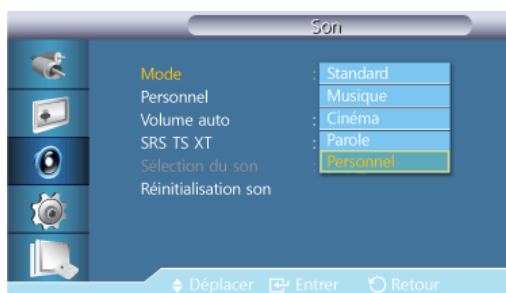 Son
Mode : Standard
Personnel Musique
Volume auto : Cinéma
SRS TS XT : Parole
Sélection du son : Personnel
Réinitialisation son
Déplacer Entrer Retour